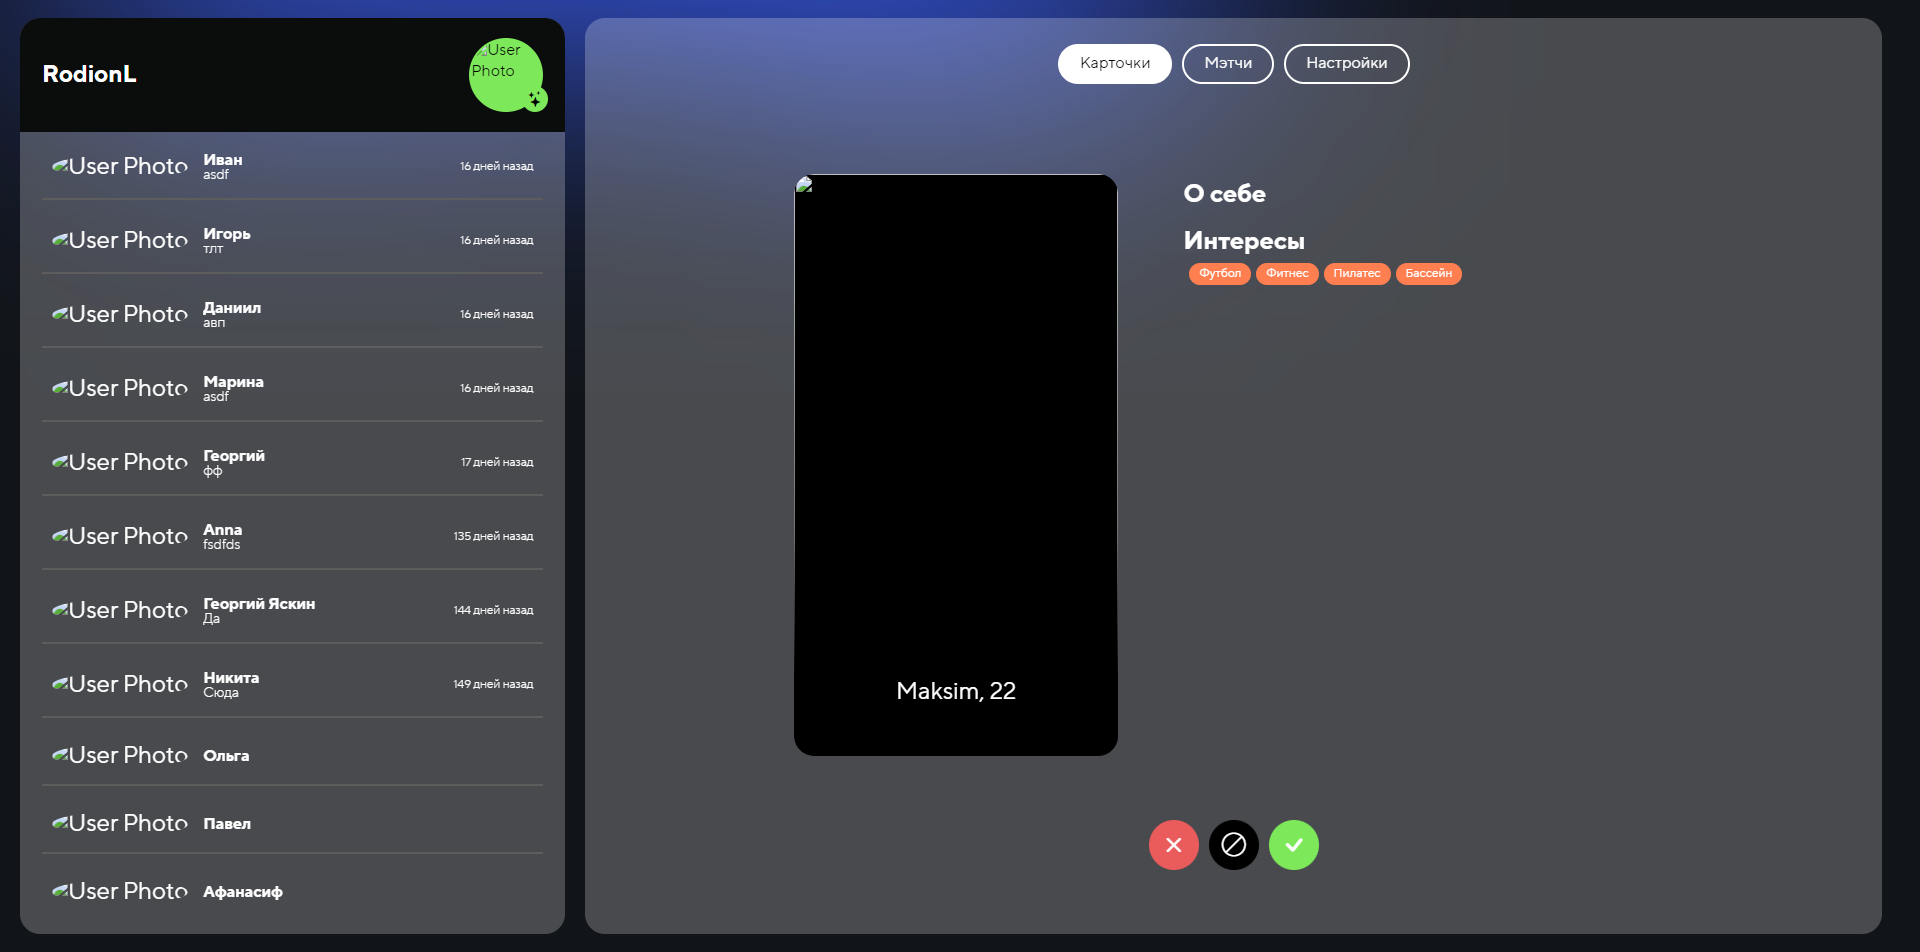 RodionL
User
Photo
User Photo
Иван
asdf
16 дней назад
User Photo
Игорь
тлт
16 дней назад
User Photo
Даниил
авп
16 дней назад
User Photo
Марина
asdf
16 дней назад
User Photo
Георгий
фф
17 дней назад
User Photo
Anna
fsdfds
135 дней назад
User Photo
Георгий Яскин
Да
144 дней назад
User Photo
Никита
Сюда
149 дней назад
User Photo
Ольга
User Photo
Павел
User Photo
Афанасиф
Карточки
Мэтчи
Настройки
Maksim, 22
О себе
Интересы
Футбол Фитнес Пилатес Бассейн